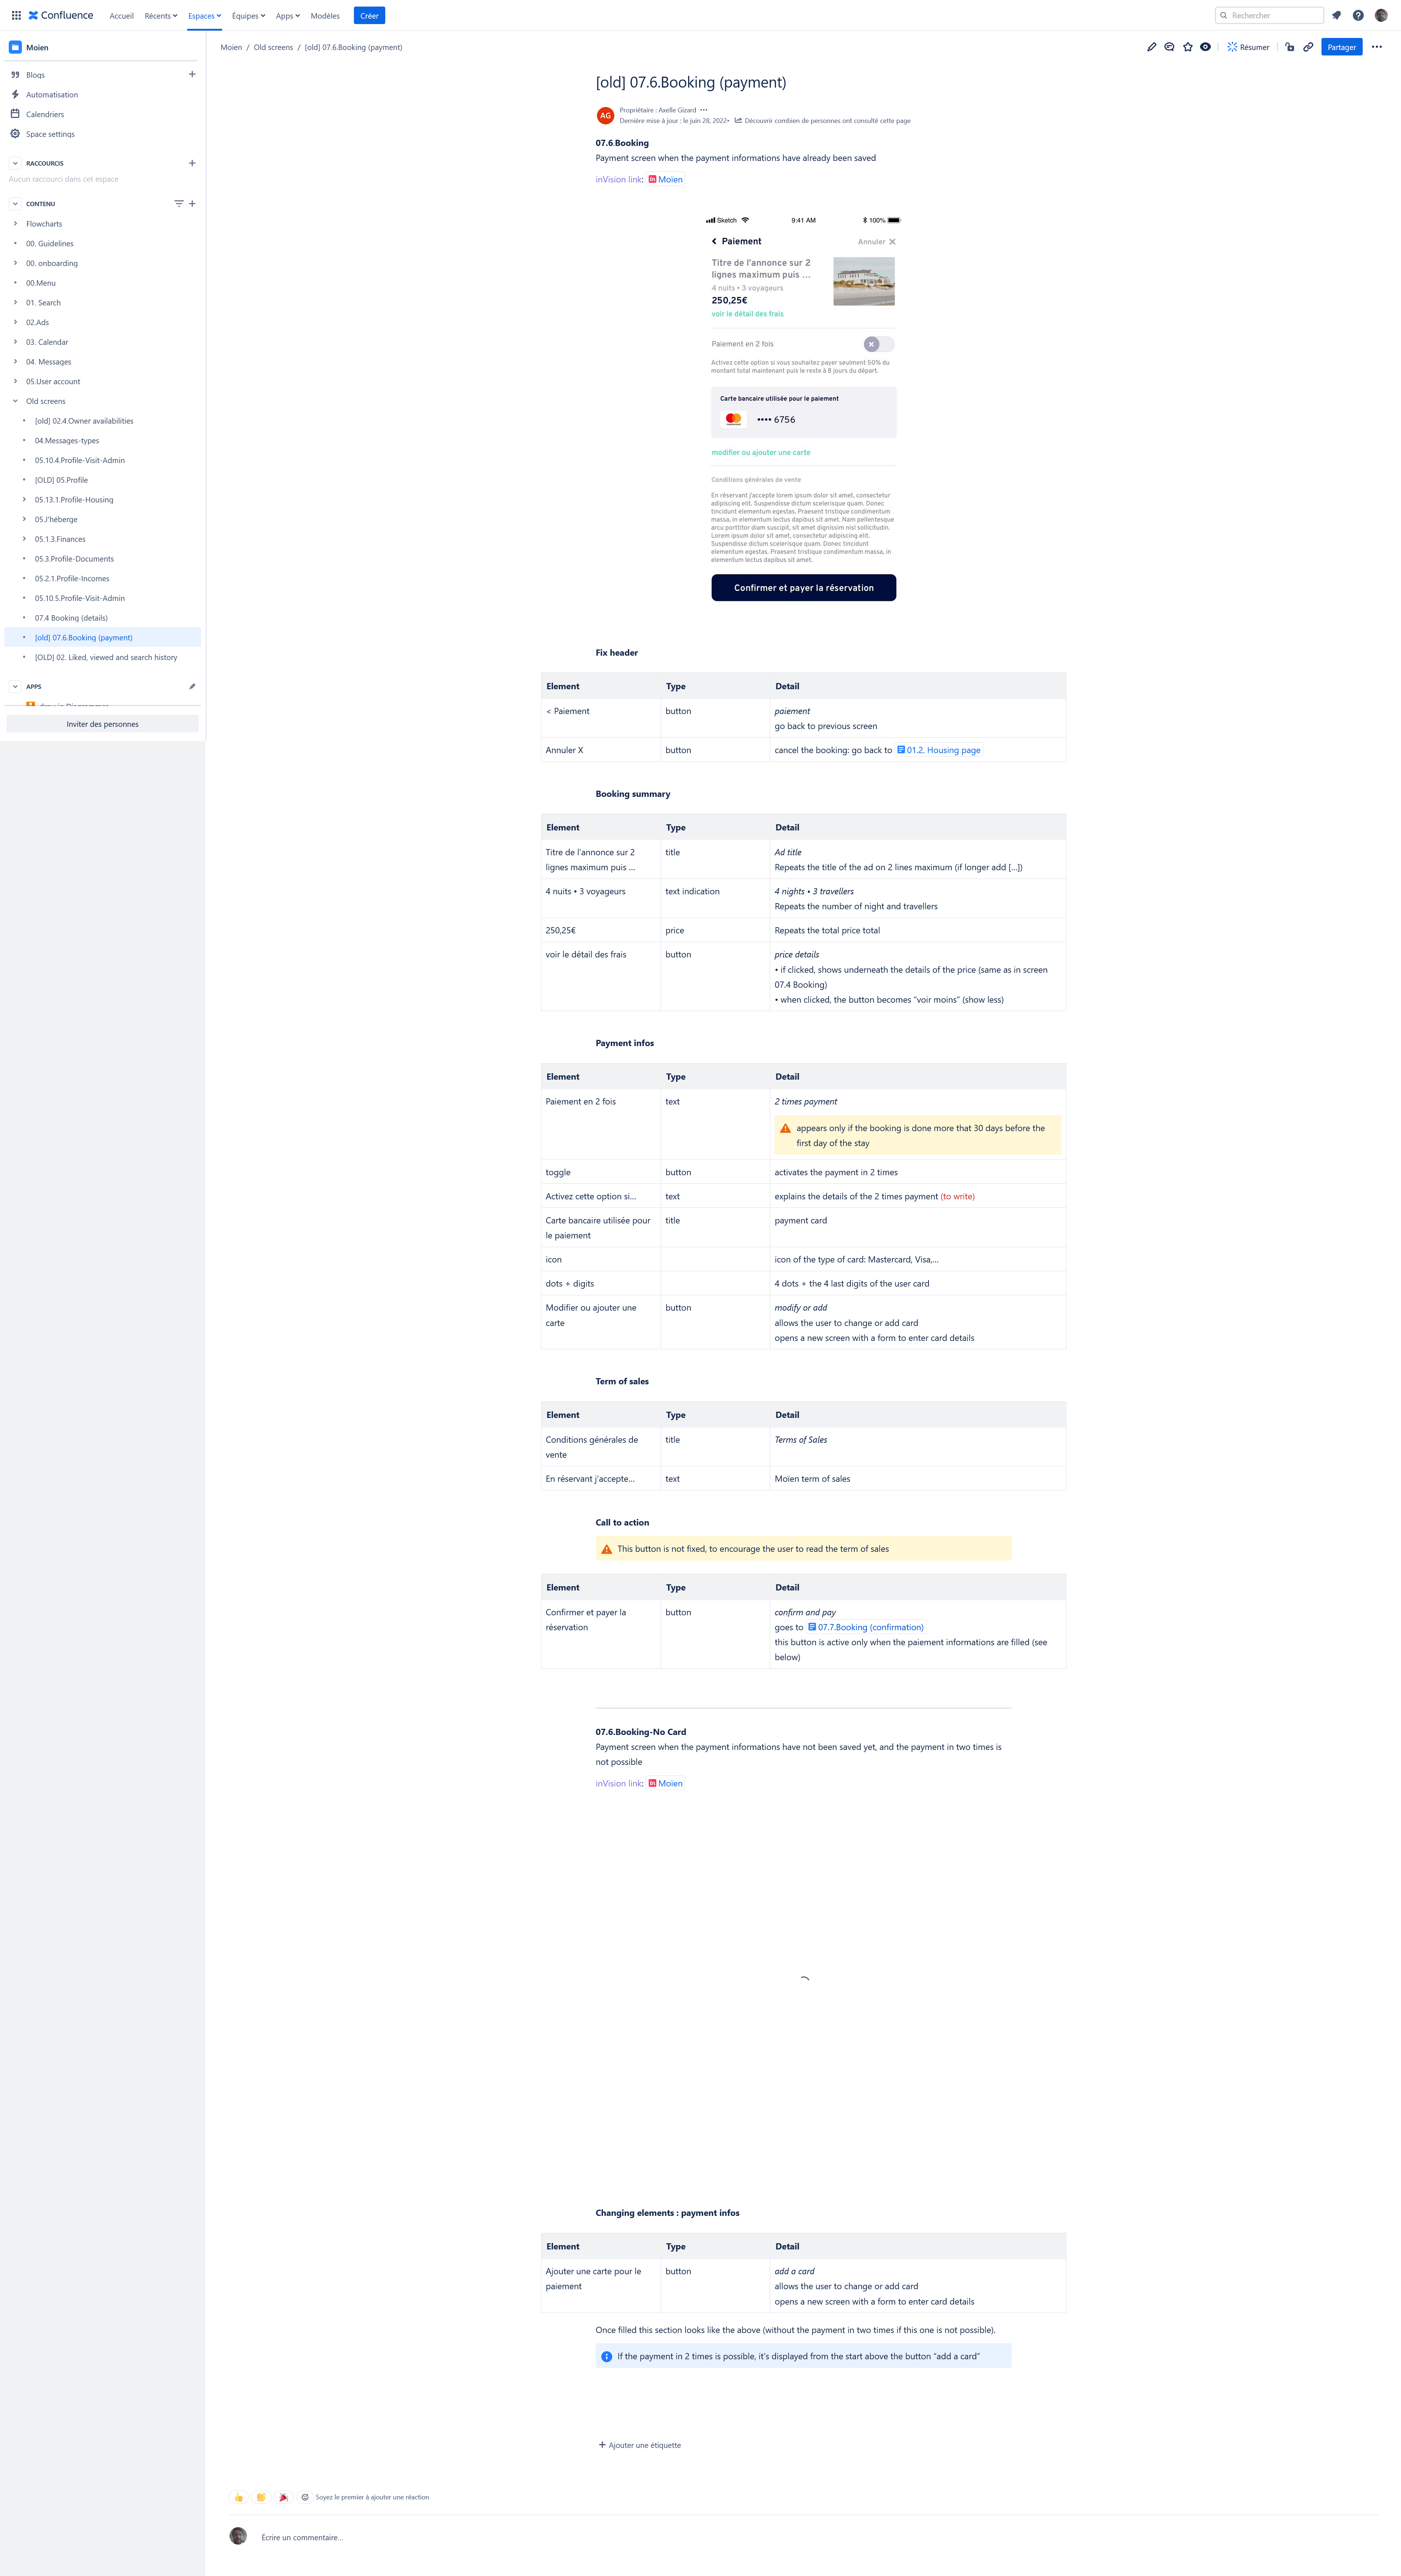 Confluence
Accueil
Récents
Espaces
Équipes
Apps
Modèles
Créer
Rechercher
Moien
Blogs
Automatisation
Calendriers
Space settings
RACCOURCIS
Aucun raccourci dans cet espace
CONTENU
Flowcharts
00. Guidelines
00. onboarding
00.Menu
01. Search
02.Ads
03. Calendar
04. Messages
05.User account
Old screens
[old] 02.4.Owner availabilities
04.Messages-types
05.10.4.Profile-Visit-Admin
[OLD] 05.Profile
05.13.1.Profile-Housing
05.J'héberge
05.1.3.Finances
05.3.Profile-Documents
05.2.1.Profile-Incomes
05.10.5.Profile-Visit-Admin
07.4 Booking (details)
[old] 07.6.Booking (payment)
[OLD] 02. Liked, viewed and search history
APPS
Inviter des personnes
Moien / Old screens / [old] 07.6.Booking (payment)
Résumer
Partager
[old] 07.6.Booking (payment)
AG
Propriétaire : Axelle Gizard
Dernière mise à jour : le juin 28, 2022• Découvrir combien de personnes ont consulté cette page
07.6.Booking
Payment screen when the payment informations have already been saved
inVision link: in Moïen
Sketch 9:41 AM 100%
Paiement Annuler
Titre de l'annonce sur 2
lignes maximum puis ...
4 nuits • 3 voyageurs
250,25€
voir le détail des frais
Paiement en 2 fois
Activez cette option si vous souhaitez payer seulment 50% du
montant total maintenant puis le reste à 8 jours du départ.
Carte bancaire utilisée pour le paiement
•••• 6756
modifier ou ajouter une carte
Conditions générales de vente
En réservant j'accepte lorem ipsum dolor sit amet, consectetur
adipiscing elit. Suspendisse dictum scelerisque quam. Donec
tincidunt elementum egestas. Praesent tristique condimentum
massa, in elementum lectus dapibus sit amet. Nam pellentesque
arcu porttitor diam suscipit, sit amet dignissim nisl sollicitudin.
Lorem ipsum dolor sit amet, consectetur adipiscing elit.
Suspendisse dictum scelerisque quam. Donec tincidunt
elementum egestas. Praesent tristique condimentum massa, in
elementum lectus dapibus sit amet.
Confirmer et payer la réservation
Fix header
Element Type Detail
< Paiement button paiement
go back to previous screen
Annuler X button cancel the booking: go back to 01.2. Housing page
Booking summary
Element Type Detail
Titre de l'annonce sur 2 title Ad title
lignes maximum puis ... Repeats the title of the ad on 2 lines maximum (if longer add [...])
4 nuits • 3 voyageurs text indication 4 nights • 3 travellers
Repeats the number of night and travellers
250,25€ price Repeats the total price total
voir le détail des frais button price details
• if clicked, shows underneath the details of the price (same as in screen
07.4 Booking)
• when clicked, the button becomes "voir moins" (show less)
Payment infos
Element Type Detail
Paiement en 2 fois text 2 times payment
appears only if the booking is done more that 30 days before the
first day of the stay
toggle button activates the payment in 2 times
Activez cette option si... text explains the details of the 2 times payment (to write)
Carte bancaire utilisée pour title payment card
le paiement
icon icon of the type of card: Mastercard, Visa,...
dots + digits 4 dots + the 4 last digits of the user card
Modifier ou ajouter une button modify or add
carte allows the user to change or add card
opens a new screen with a form to enter card details
Term of sales
Element Type Detail
Conditions générales de title Terms of Sales
vente
En réservant j'accepte... text Moïen term of sales
Call to action
This button is not fixed, to encourage the user to read the term of sales
Element Type Detail
Confirmer et payer la button confirm and pay
réservation goes to 07.7.Booking (confirmation)
this button is active only when the paiement informations are filled (see
below)
07.6.Booking-No Card
Payment screen when the payment informations have not been saved yet, and the payment in two times is
not possible
inVision link: in Moïen
Changing elements : payment infos
Element Type Detail
Ajouter une carte pour le button add a card
paiement allows the user to change or add card
opens a new screen with a form to enter card details
Once filled this section looks like the above (without the payment in two times if this one is not possible).
If the payment in 2 times is possible, it's displayed from the start above the button "add a card"
Ajouter une étiquette
Soyez le premier à ajouter une réaction
Écrire un commentaire...